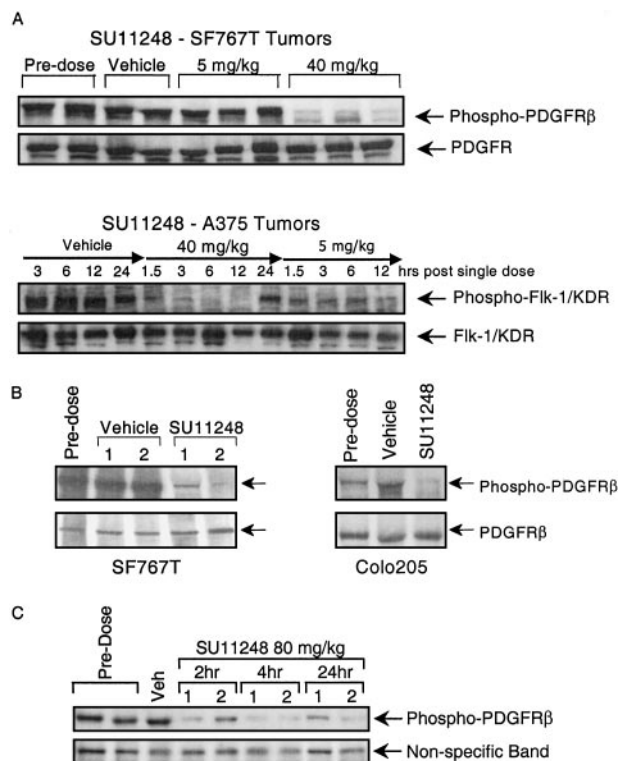 A
SU11248 - SF767T Tumors
Pre-dose Vehicle 5 mg/kg 40 mg/kg
Phospho-PDGFRβ
PDGFR
SU11248 - A375 Tumors
Vehicle 40 mg/kg 5 mg/kg
3 6 12 24 1.5 3 6 12 24 1.5 3 6 12 hrs post single dose
Phospho-Flk-1/KDR
Flk-1/KDR
B
Pre-dose Vehicle SU11248
1 2 1 2
SF767T
Pre-dose Vehicle SU11248
Phospho-PDGFRβ
PDGFRβ
Colo205
C
Pre-Dose Veh SU11248 80 mg/kg
2hr 4hr 24hr
1 2 1 2 1 2
Phospho-PDGFRβ
Non-specific Band